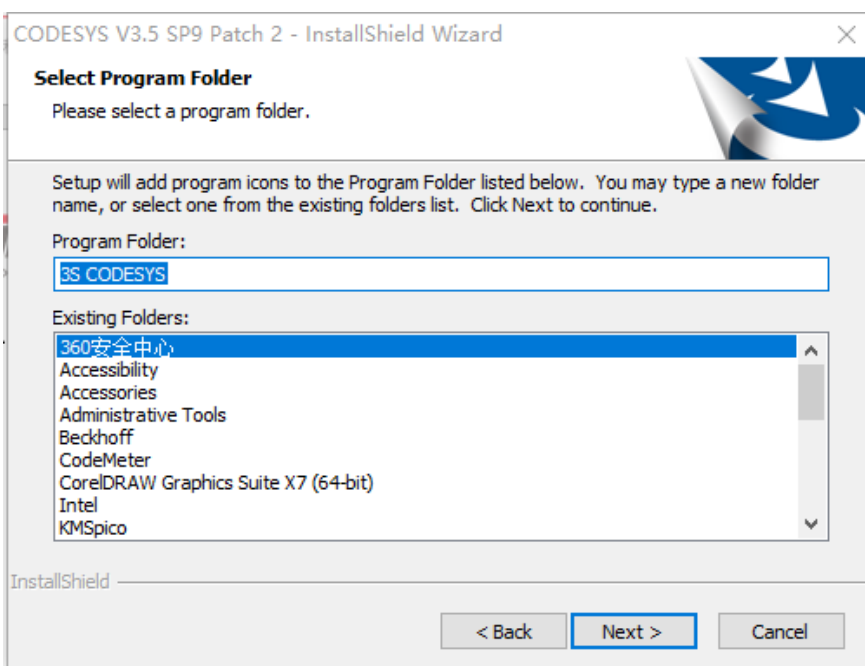 CODESYS V3.5 SP9 Patch 2 - InstallShield Wizard
Select Program Folder
Please select a program folder.
Setup will add program icons to the Program Folder listed below.  You may type a new folder
name, or select one from the existing folders list.  Click Next to continue.
Program Folder:
3S CODESYS
Existing Folders:
360安全中心
Accessibility
Accessories
Administrative Tools
Beckhoff
CodeMeter
CorelDRAW Graphics Suite X7 (64-bit)
Intel
KMSpico
InstallShield
< Back
Next >
Cancel